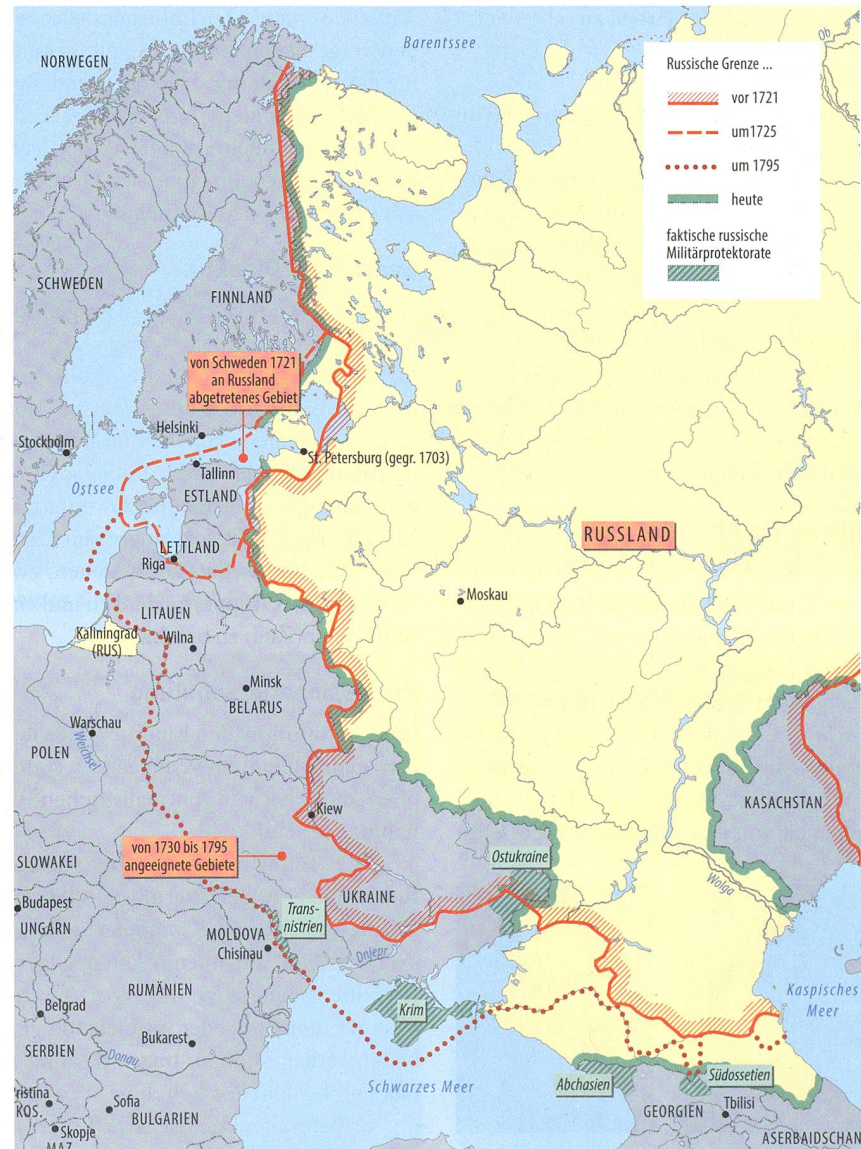 Barentssee
Ob
NORWEGEN
Russische Grenze ...
vor 1721
um1725
um 1795
heute
faktische russische
Militärprotektorate
SCHWEDEN
FINNLAND
von Schweden 1721
an Russland
abgetretenes Gebiet
Helsinki
Stockholm
St. Petersburg (gegr. 1703)
Tallinn
Ostsee
ESTLAND
RUSSLAND
LETTLAND
Riga
Moskau
LITAUEN
Kaliningrad
(RUS)
Wilna
Minsk
BELARUS
Warschau
Weichsel
POLEN
KASACHSTAN
Kiew
von 1730 bis 1795
angeeignete Gebiete
Ostukraine
SLOWAKEI
Wolga
UKRAINE
Budapest
UNGARN
Trans-
nistrien
MOLDOVA
Chisinau
Dnjepr
RUMÄNIEN
Kaspisches
Meer
Krim
Belgrad
Bukarest
SERBIEN
Donau
Schwarzes Meer
Abchasien
Südossetien
ristina
KOS.
Sofia
BULGARIEN
GEORGIEN
Tbilisi
Skopje
MAZ.
ASERBAIDSCHAN